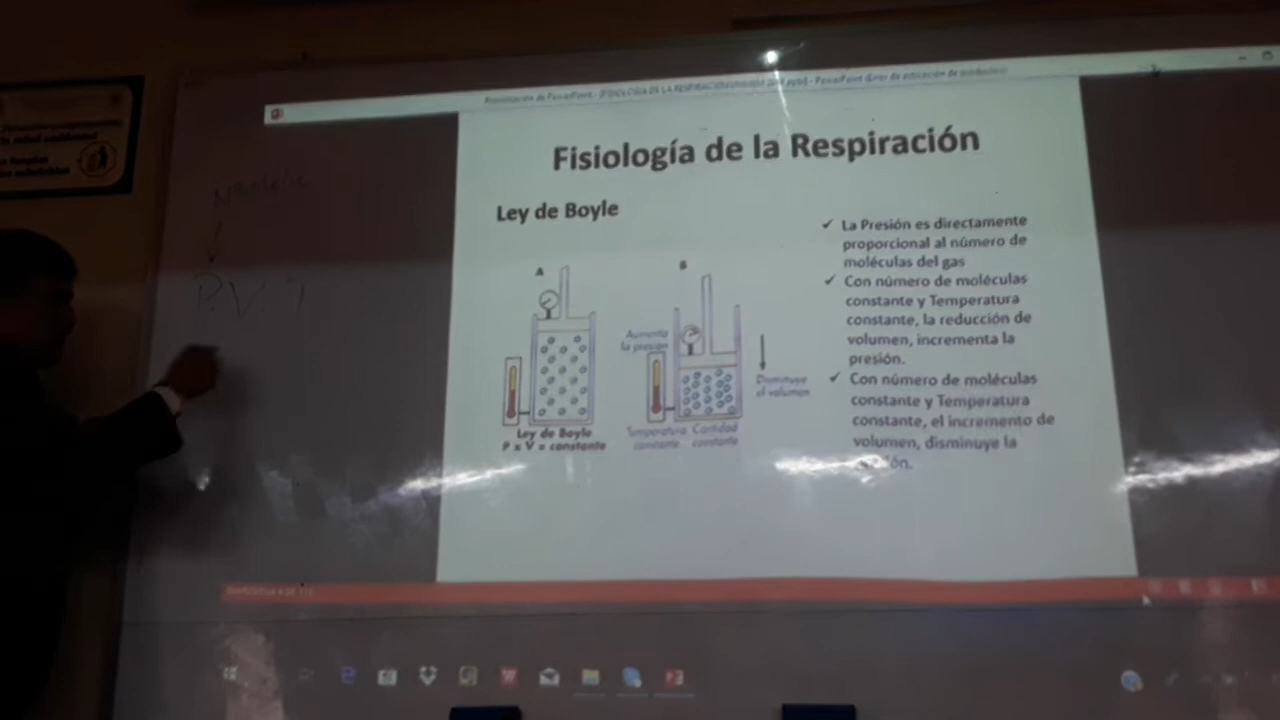 Presentación de PowerPoint
Fisiología de la Respiración
Ley de Boyle
✓ La Presión es directamente
proporcional al número de
moléculas del gas
✓ Con número de moléculas
constante y Temperatura
constante, la reducción de
volumen, incrementa la
presión.
✓ Con número de moléculas
constante y Temperatura
constante, el incremento de
volumen, disminuye la
A
B
Aumenta
la presión
Disminuye
el volumen
Ley de Boyle
P x V = constante
Temperatura
constante
Cantidad
constante
P.V.